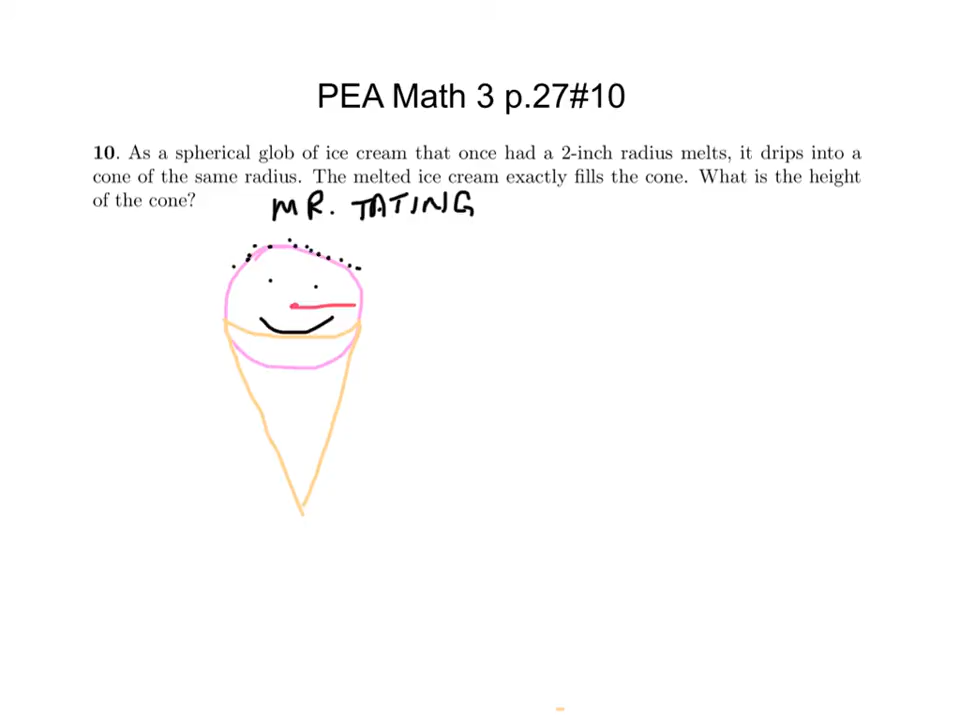 PEA Math 3 p.27#10
10. As a spherical glob of ice cream that once had a 2-inch radius melts, it drips into a
cone of the same radius. The melted ice cream exactly fills the cone. What is the height
of the cone?
MR. TATING